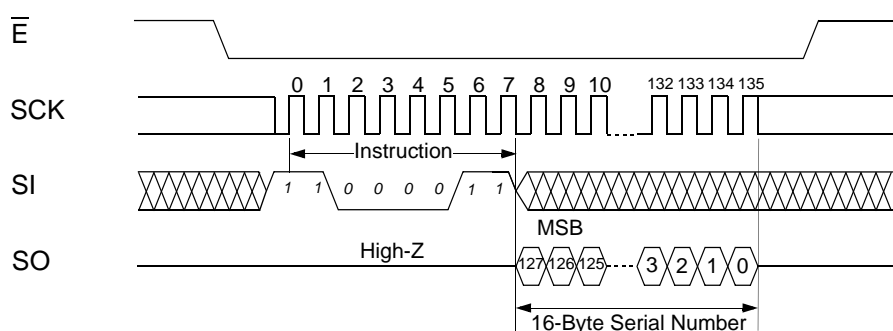 E
SCK 0 1 2 3 4 5 6 7 8 9 10 132 133 134 135
Instruction
SI 1 1 0 0 0 0 1 1
MSB
High-Z
SO 127 126 125 3 2 1 0
16-Byte Serial Number